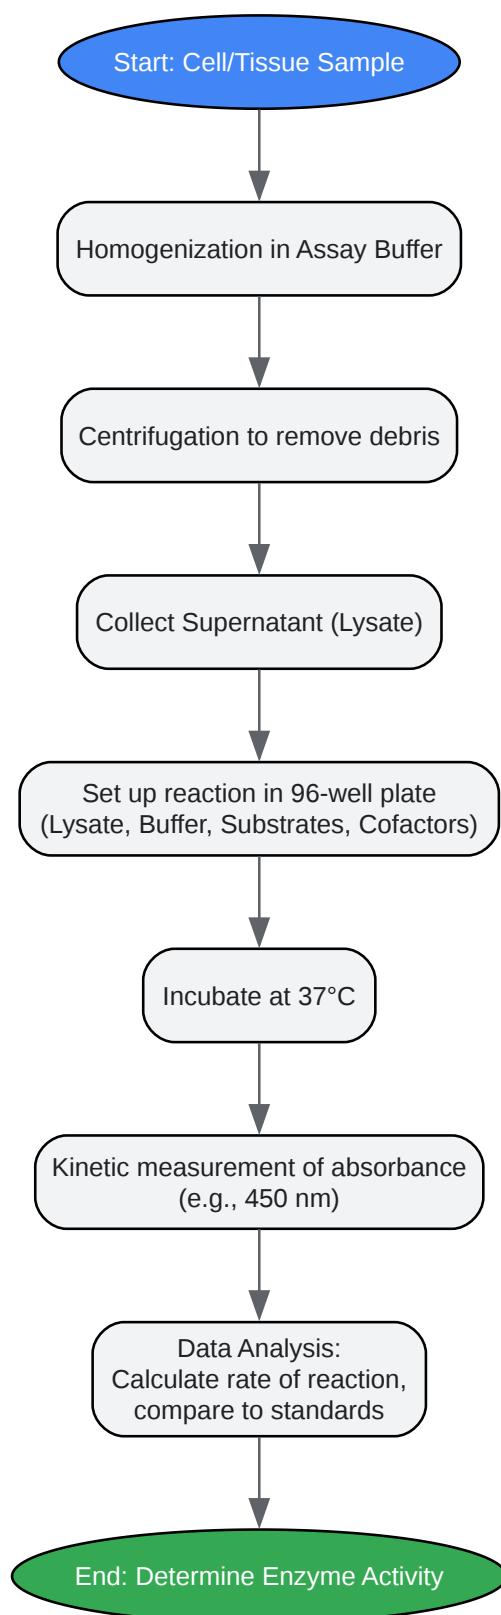 Start: Cell/Tissue Sample
Homogenization in Assay Buffer
Centrifugation to remove debris
Collect Supernatant (Lysate)
Set up reaction in 96-well plate
(Lysate, Buffer, Substrates, Cofactors)
Incubate at 37°C
Kinetic measurement of absorbance
(e.g., 450 nm)
Data Analysis:
Calculate rate of reaction,
compare to standards
End: Determine Enzyme Activity